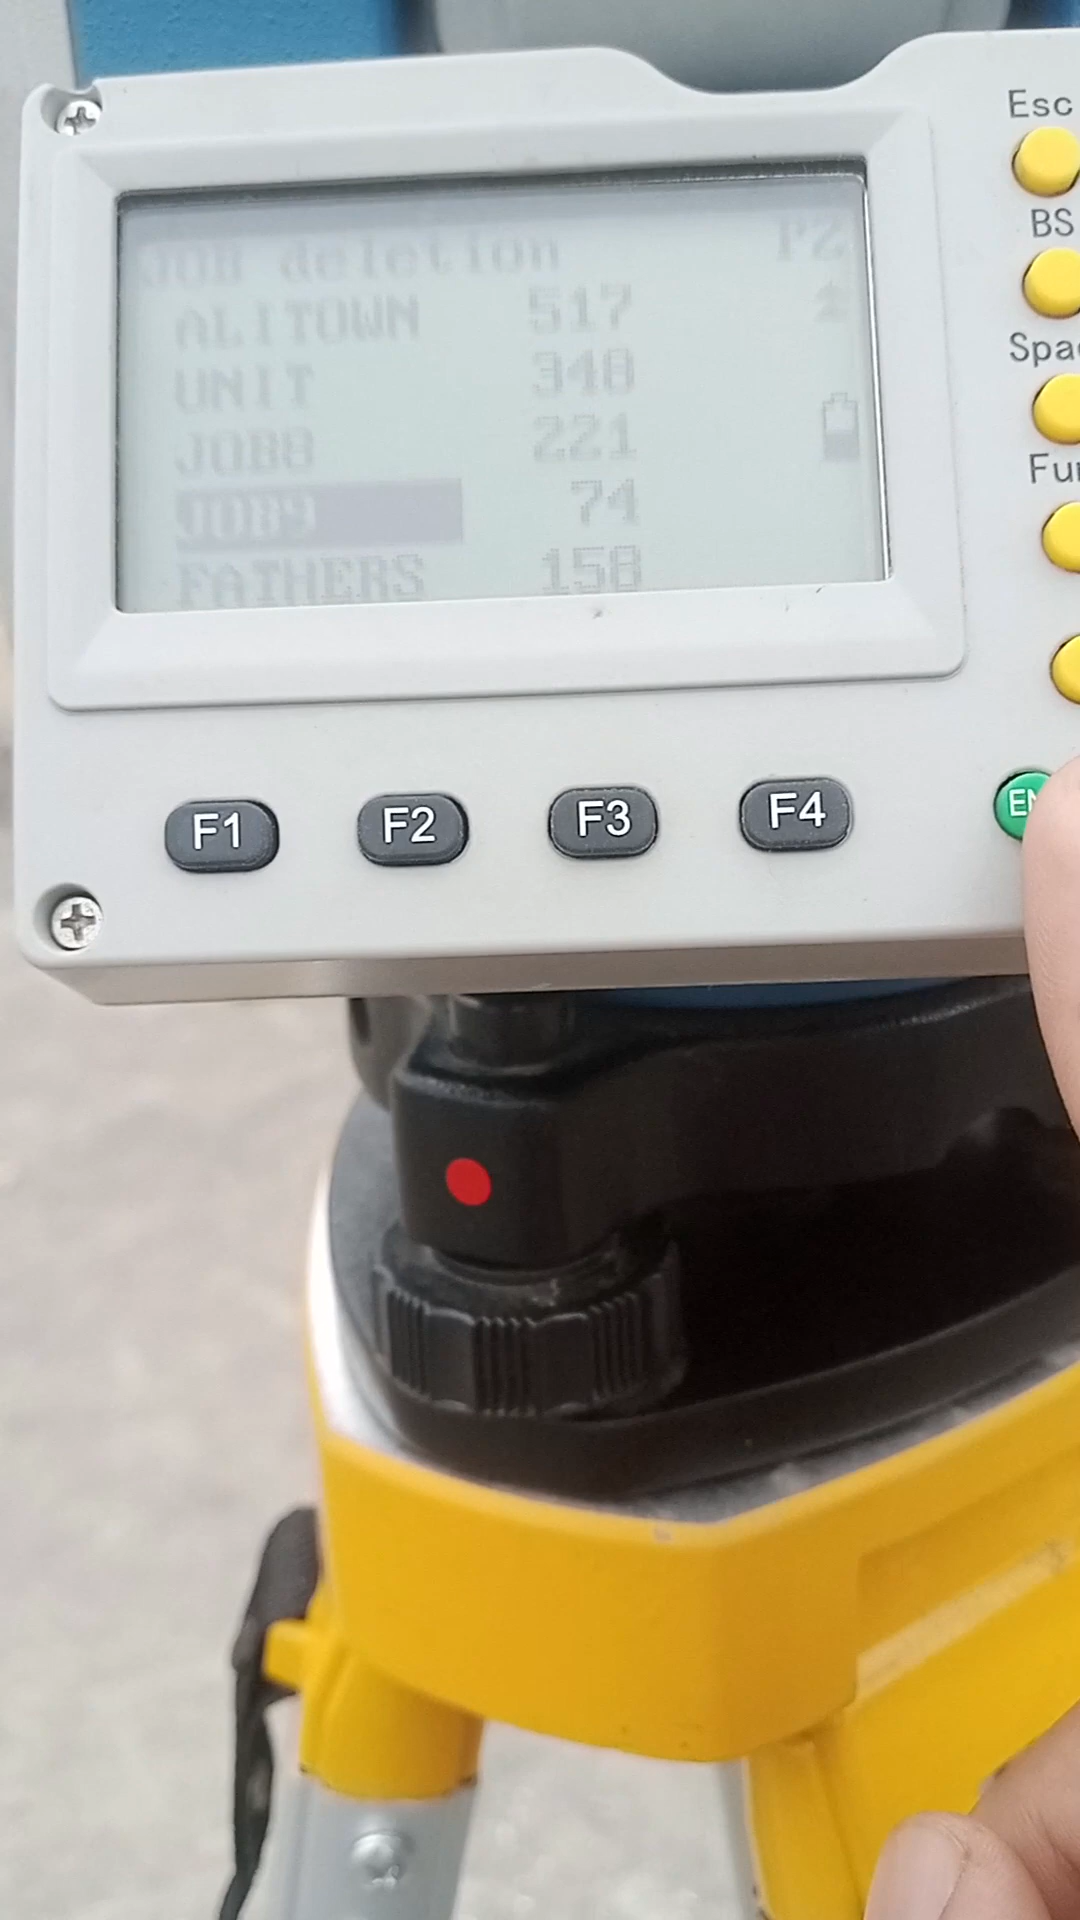 JOB deletion P2
ALITOWN 517
UNIT 348
JOB8 221
JOB9 74
FATHERS 158
Esc
BS
F1 F2 F3 F4